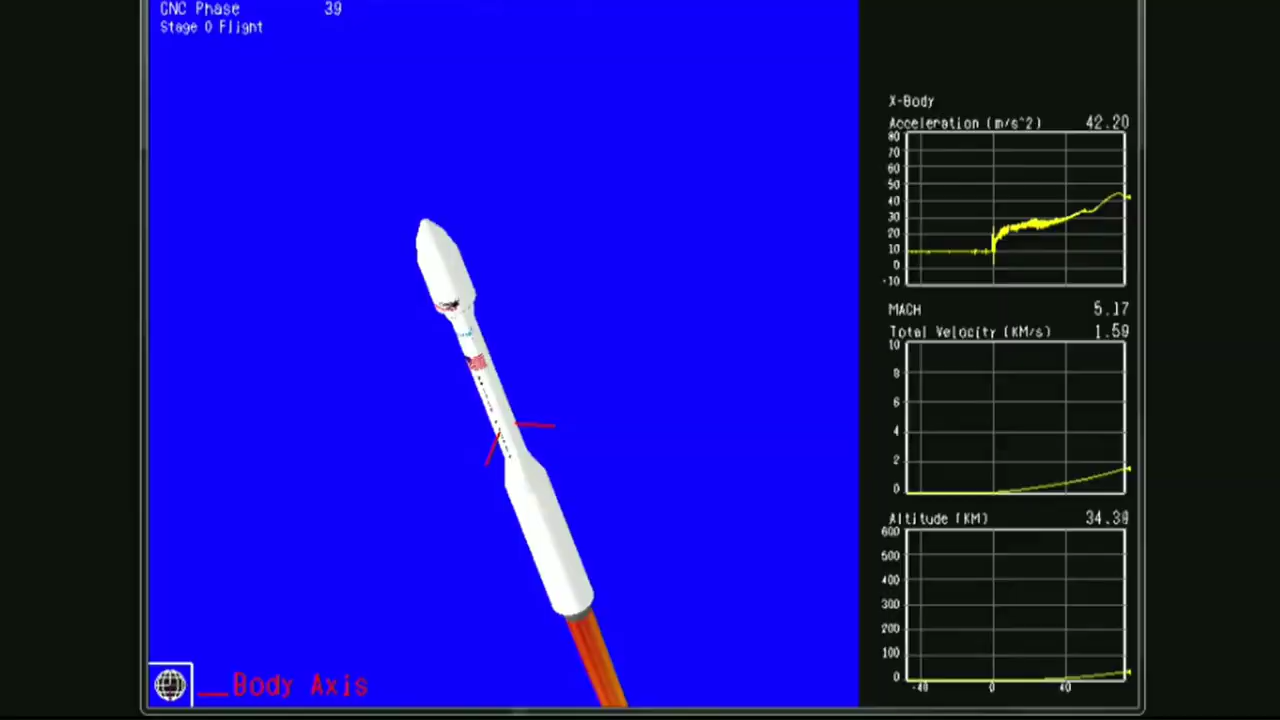 GNC Phase 39
Stage 0 Flight
X-Body
Acceleration (m/s^2) 42.20
80
70
60
50
40
30
20
10
0
-10
MACH 5.17
Total Velocity (KM/s) 1.59
10
8
6
4
2
0
Altitude (KM) 34.38
600
500
400
300
200
100
0
-40 0 40
Body Axis